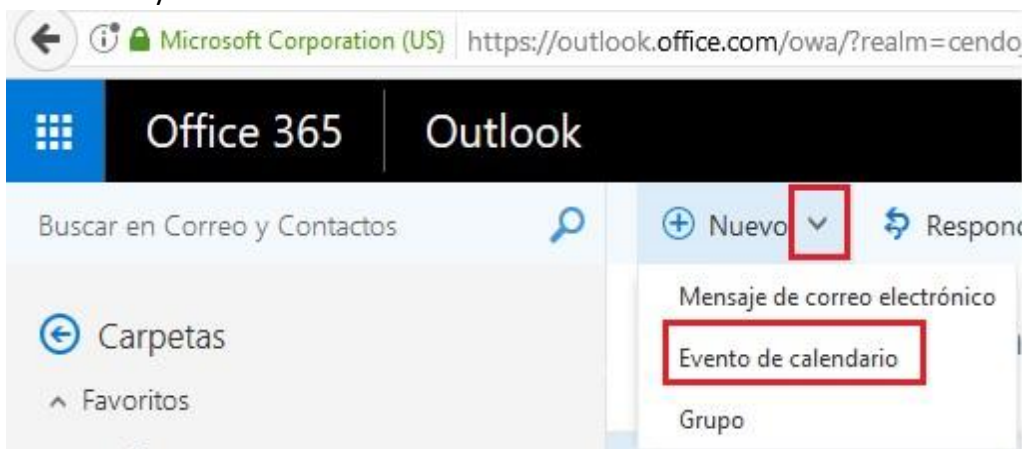 Microsoft Corporation (US) https://outlook.office.com/owa/?realm=cendo
Office 365 Outlook
Buscar en Correo y Contactos
Nuevo Respond
Mensaje de correo electrónico
Carpetas
Evento de calendario
Favoritos
Grupo